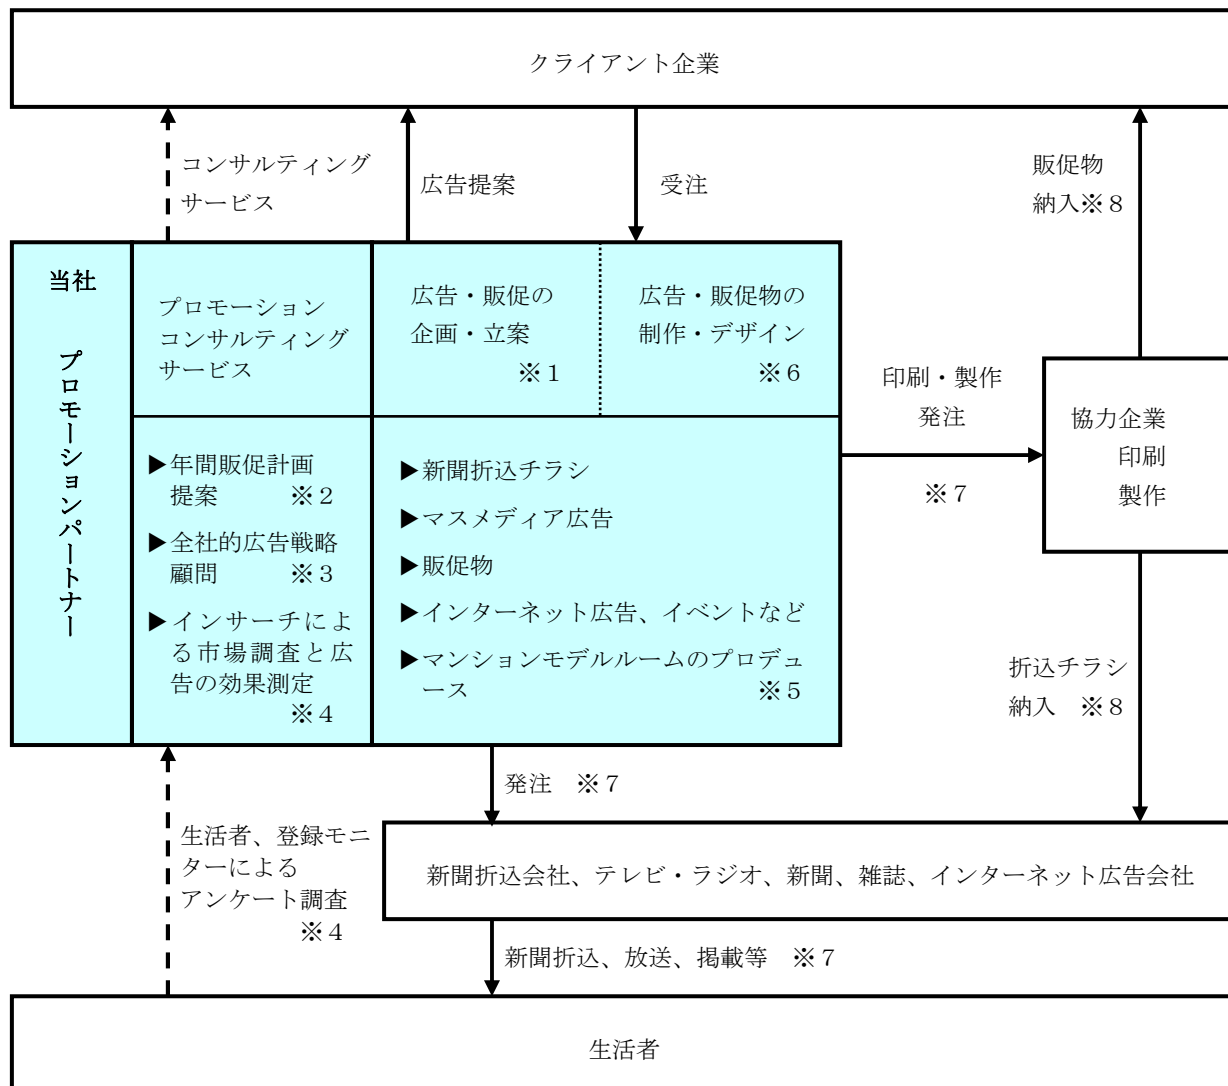 クライアント企業
コンサルティング
サービス
広告提案
受注
販促物
納入※８
当社
プロモーションパートナー
プロモーション
コンサルティング
サービス
広告・販促の
企画・立案
※１
広告・販促物の
制作・デザイン
※６
印刷・製作
発注
※７
協力企業
印刷
製作
▶年間販促計画
提案　※２
▶全社的広告戦略
顧問　※３
▶インサーチによ
る市場調査と広
告の効果測定
※４
▶新聞折込チラシ
▶マスメディア広告
▶販促物
▶インターネット広告、イベントなど
▶マンションモデルルームのプロデュ
ース　※５
折込チラシ
納入　※８
発注　※７
生活者、登録モニ
ターによる
アンケート調査
※４
新聞折込会社、テレビ・ラジオ、新聞、雑誌、インターネット広告会社
新聞折込、放送、掲載等　※７
生活者